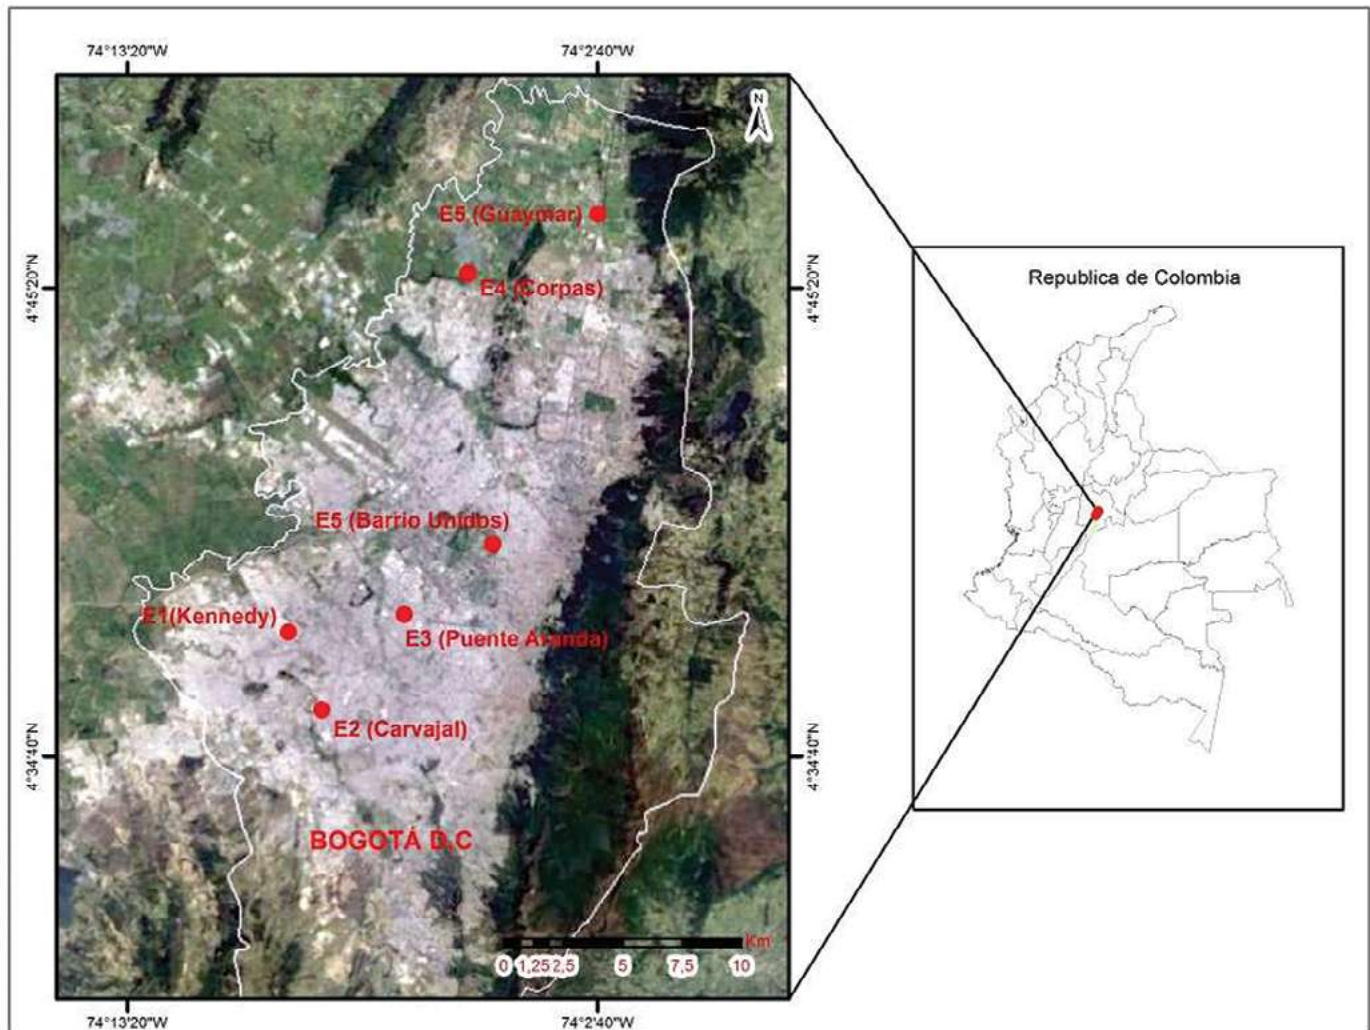 74°13'20"W
74°2'40"W
N
E5 (Guaymar)
4°45'20"N
E4 (Corpas)
4°45'20"N
Republica de Colombia
E5 (Barrio Unidos)
E1(Kennedy)
E3 (Puente Aranda)
E2 (Carvajal)
4°34'40"N
4°34'40"N
BOGOTÁ D,C
Km
0 1,25 2,5 5 7,5 10
74°13'20"W
74°2'40"W